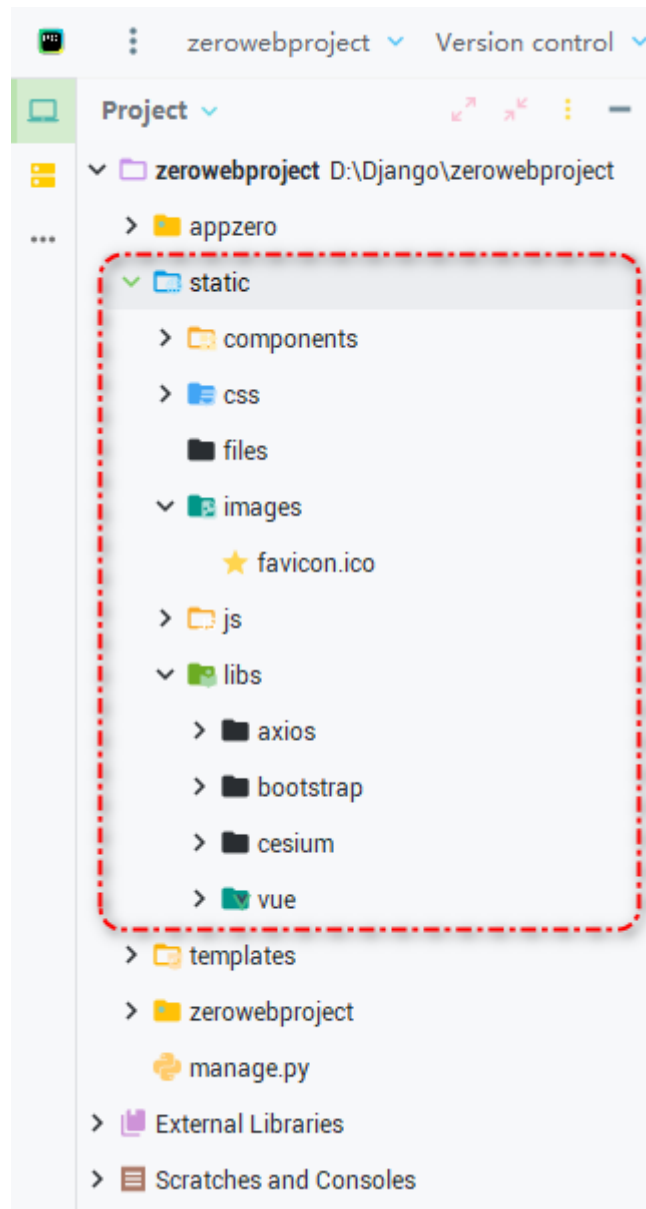 zerowebproject Version control
Project
zerowebproject D:\Django\zerowebproject
appzero
static
components
css
files
images
favicon.ico
js
libs
axios
bootstrap
cesium
vue
templates
zerowebproject
manage.py
External Libraries
Scratches and Consoles